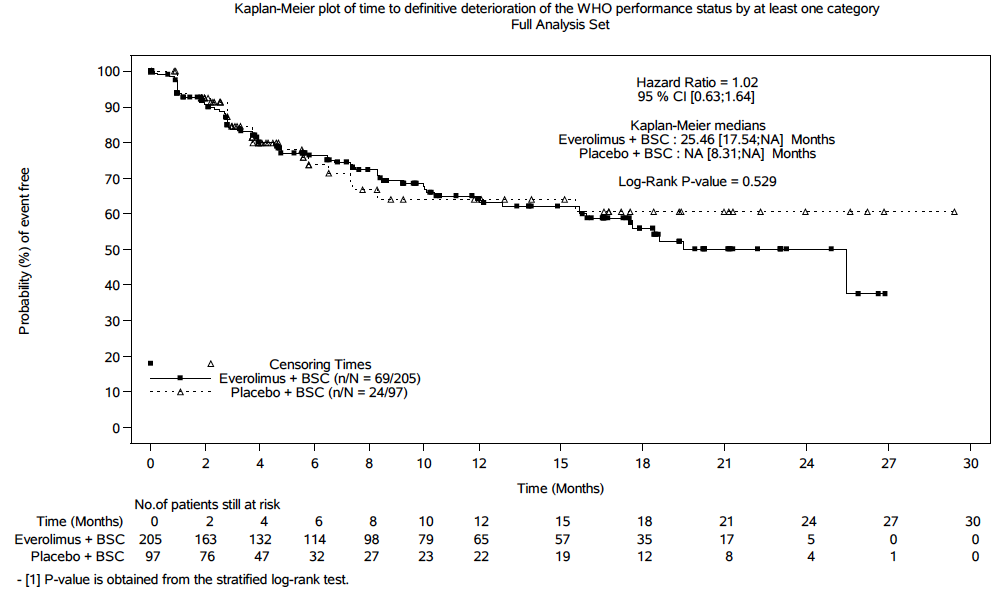 Kaplan-Meier plot of time to definitive deterioration of the WHO performance status by at least one category
Full Analysis Set
Probability (%) of event free
100
90
80
70
60
50
40
30
20
10
0
Hazard Ratio = 1.02
95 % CI [0.63;1.64]
Kaplan-Meier medians
Everolimus + BSC : 25.46 [17.54;NA] Months
Placebo + BSC : NA [8.31;NA] Months
Log-Rank P-value = 0.529
Censoring Times
Everolimus + BSC (n/N = 69/205)
Placebo + BSC (n/N = 24/97)
0 2 4 6 8 10 12 15 18 21 24 27 30
Time (Months)
No.of patients still at risk
Time (Months) 0 2 4 6 8 10 12 15 18 21 24 27 30
Everolimus + BSC 205 163 132 114 98 79 65 57 35 17 5 0 0
Placebo + BSC 97 76 47 32 27 23 22 19 12 8 4 1 0
- [1] P-value is obtained from the stratified log-rank test.